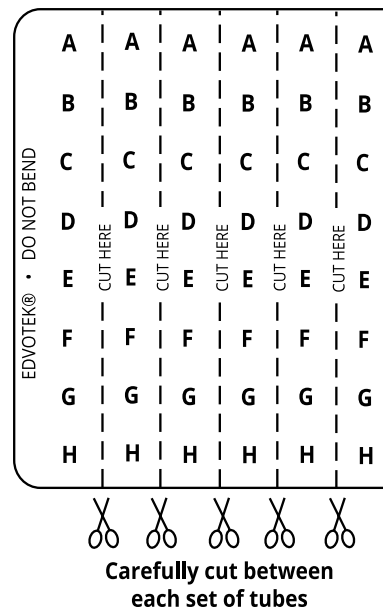 EDVOTEK® • DO NOT BEND
A A A A A A
B B B B B B
C C C C C C
D D D D D D
CUT HERE
CUT HERE
CUT HERE
CUT HERE
CUT HERE
E E E E E E
F F F F F F
G G G G G G
H H H H H H
Carefully cut between
each set of tubes